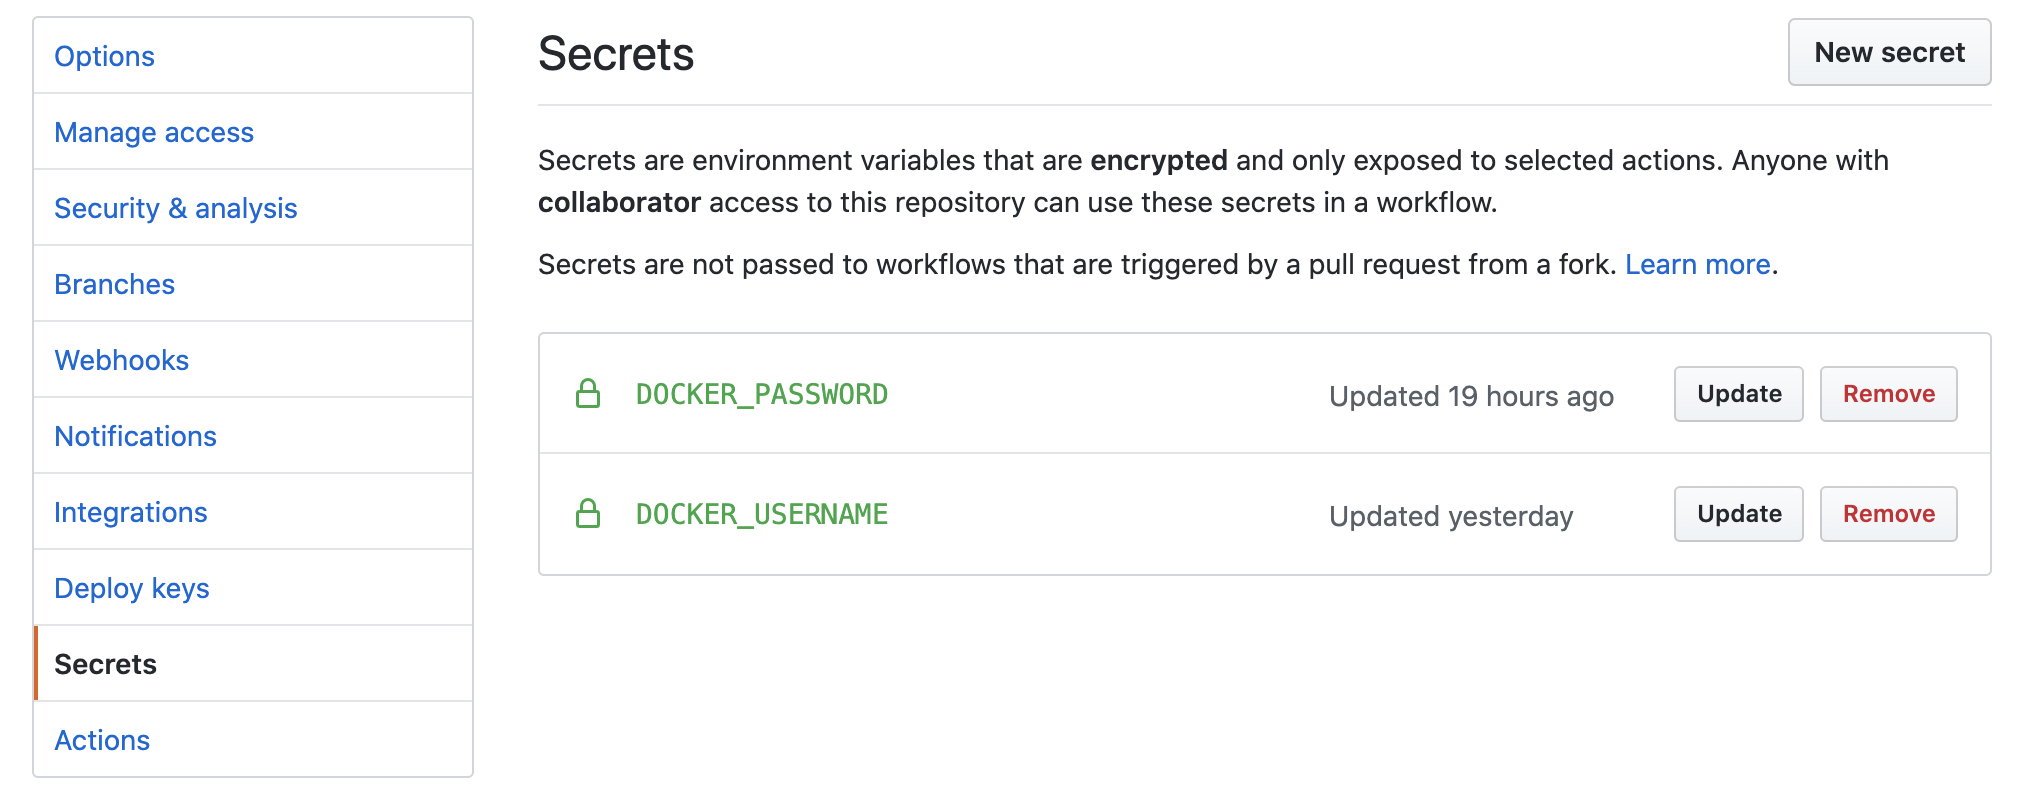 Options
Manage access
Security & analysis
Branches
Webhooks
Notifications
Integrations
Deploy keys
Secrets
Actions
Secrets
New secret
Secrets are environment variables that are encrypted and only exposed to selected actions. Anyone with
collaborator access to this repository can use these secrets in a workflow.
Secrets are not passed to workflows that are triggered by a pull request from a fork. Learn more.
DOCKER_PASSWORD Updated 19 hours ago Update Remove
DOCKER_USERNAME Updated yesterday Update Remove